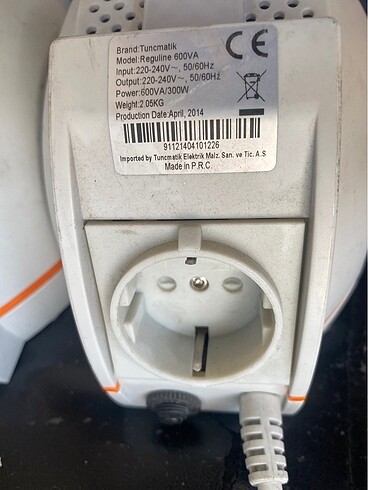 Brand:Tuncmatik
Model:Reguline 600VA
Input:220-240V～, 50/60Hz
Output:220-240V～, 50/60Hz
Power:600VA/300W
Weight:2.05KG
Production Date:April, 2014
CE
91121404101226
Imported by Tuncmatik Elektrik Malz. San. ve Tic. A.S
Made in P.R.C.